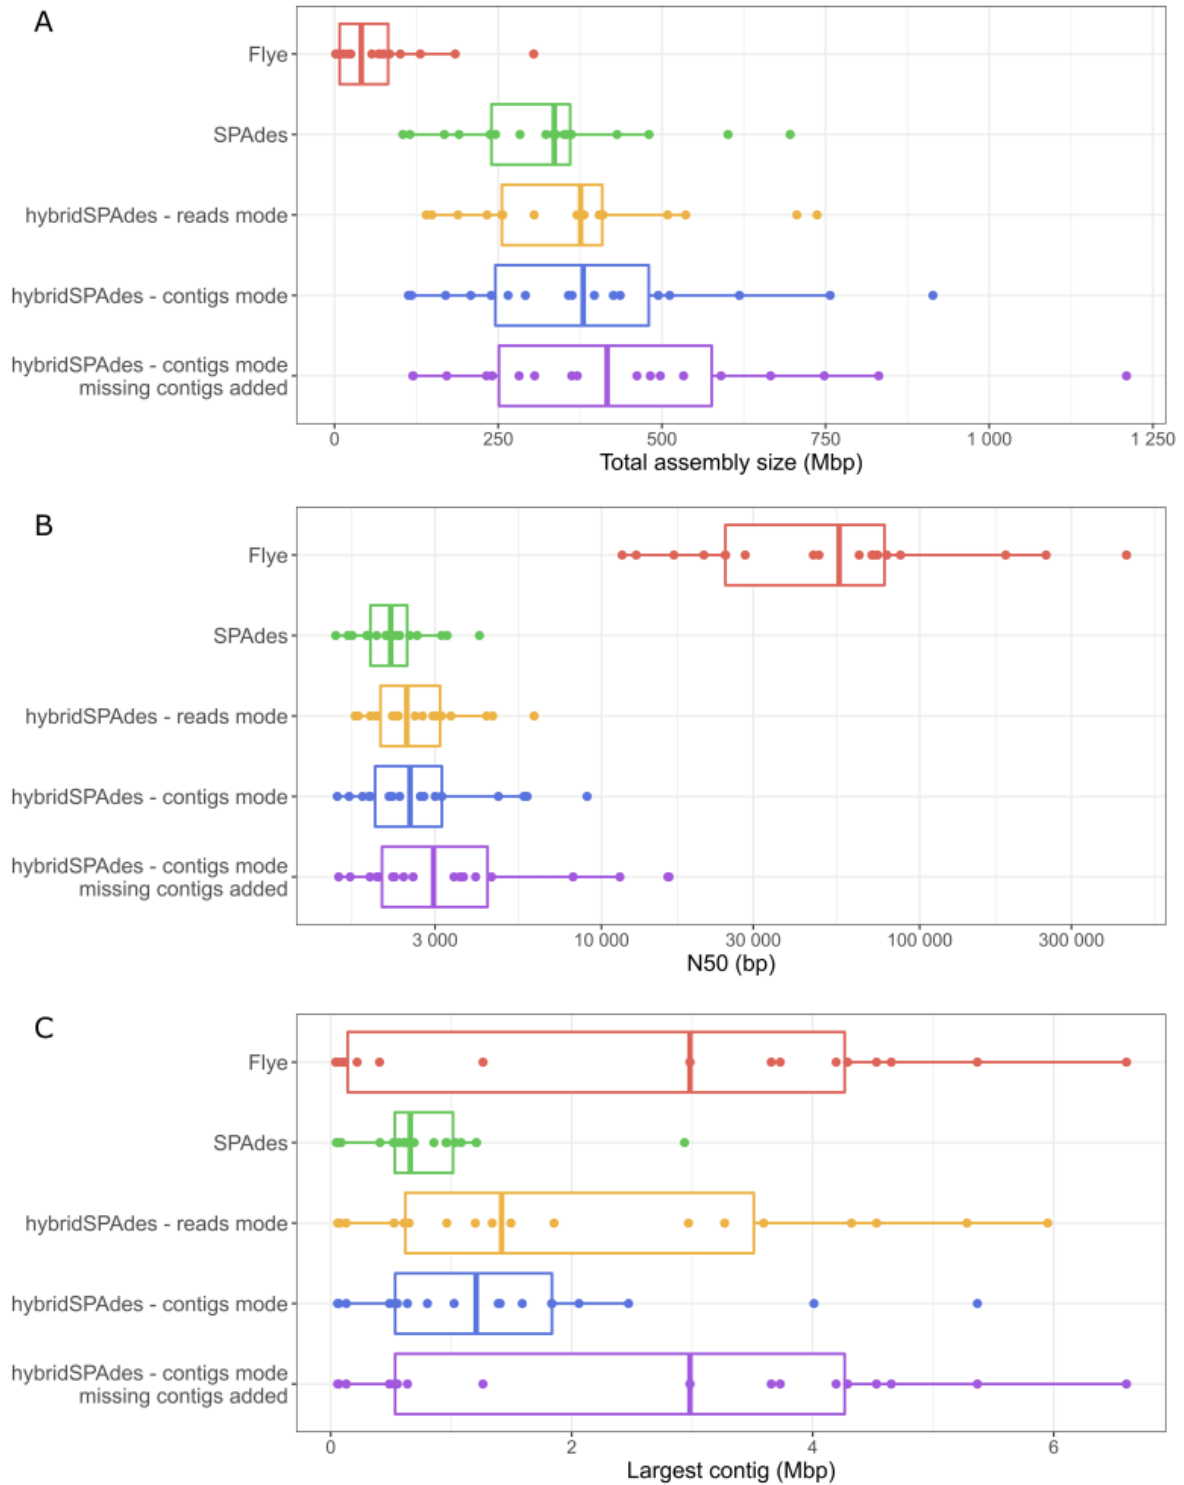 A
Flye
SPAdes
hybridSPAdes - reads mode
hybridSPAdes - contigs mode
hybridSPAdes - contigs mode
missing contigs added
0 250 500 750 1 000 1 250
Total assembly size (Mbp)
B
Flye
SPAdes
hybridSPAdes - reads mode
hybridSPAdes - contigs mode
hybridSPAdes - contigs mode
missing contigs added
3 000 10 000 30 000 100 000 300 000
N50 (bp)
C
Flye
SPAdes
hybridSPAdes - reads mode
hybridSPAdes - contigs mode
hybridSPAdes - contigs mode
missing contigs added
0 2 4 6
Largest contig (Mbp)